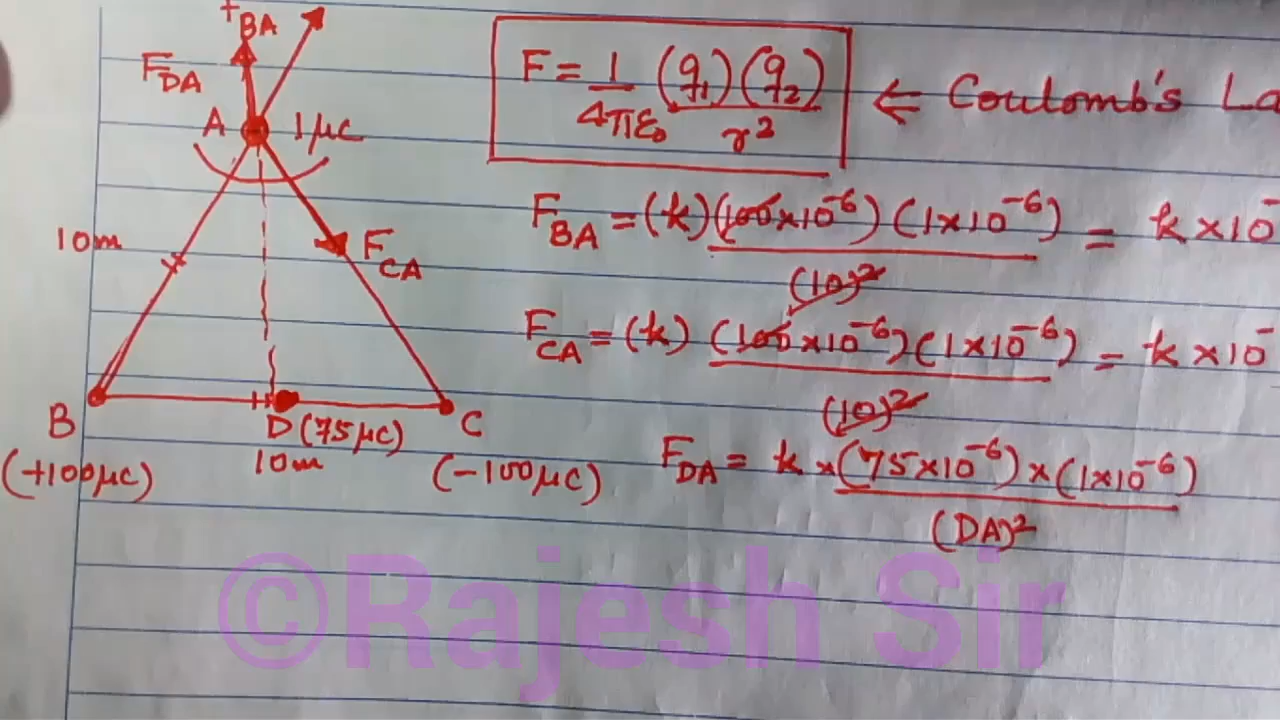 F_BA
F_DA
A 1μC
10m
F_CA
B D(75μC) C
10m
(+100μC) (-100μC)
F = 1/4πε₀ (q₁)(q₂)/r² ⇐ Coulomb's La
F_BA = (k)(100×10⁻⁶)(1×10⁻⁶)/(10)² = k×10⁻
F_CA = (k) (100×10⁻⁶)(1×10⁻⁶)/(10)² = k×10⁻
F_DA = k×(75×10⁻⁶)×(1×10⁻⁶)/(DA)²
©Rajesh Sir